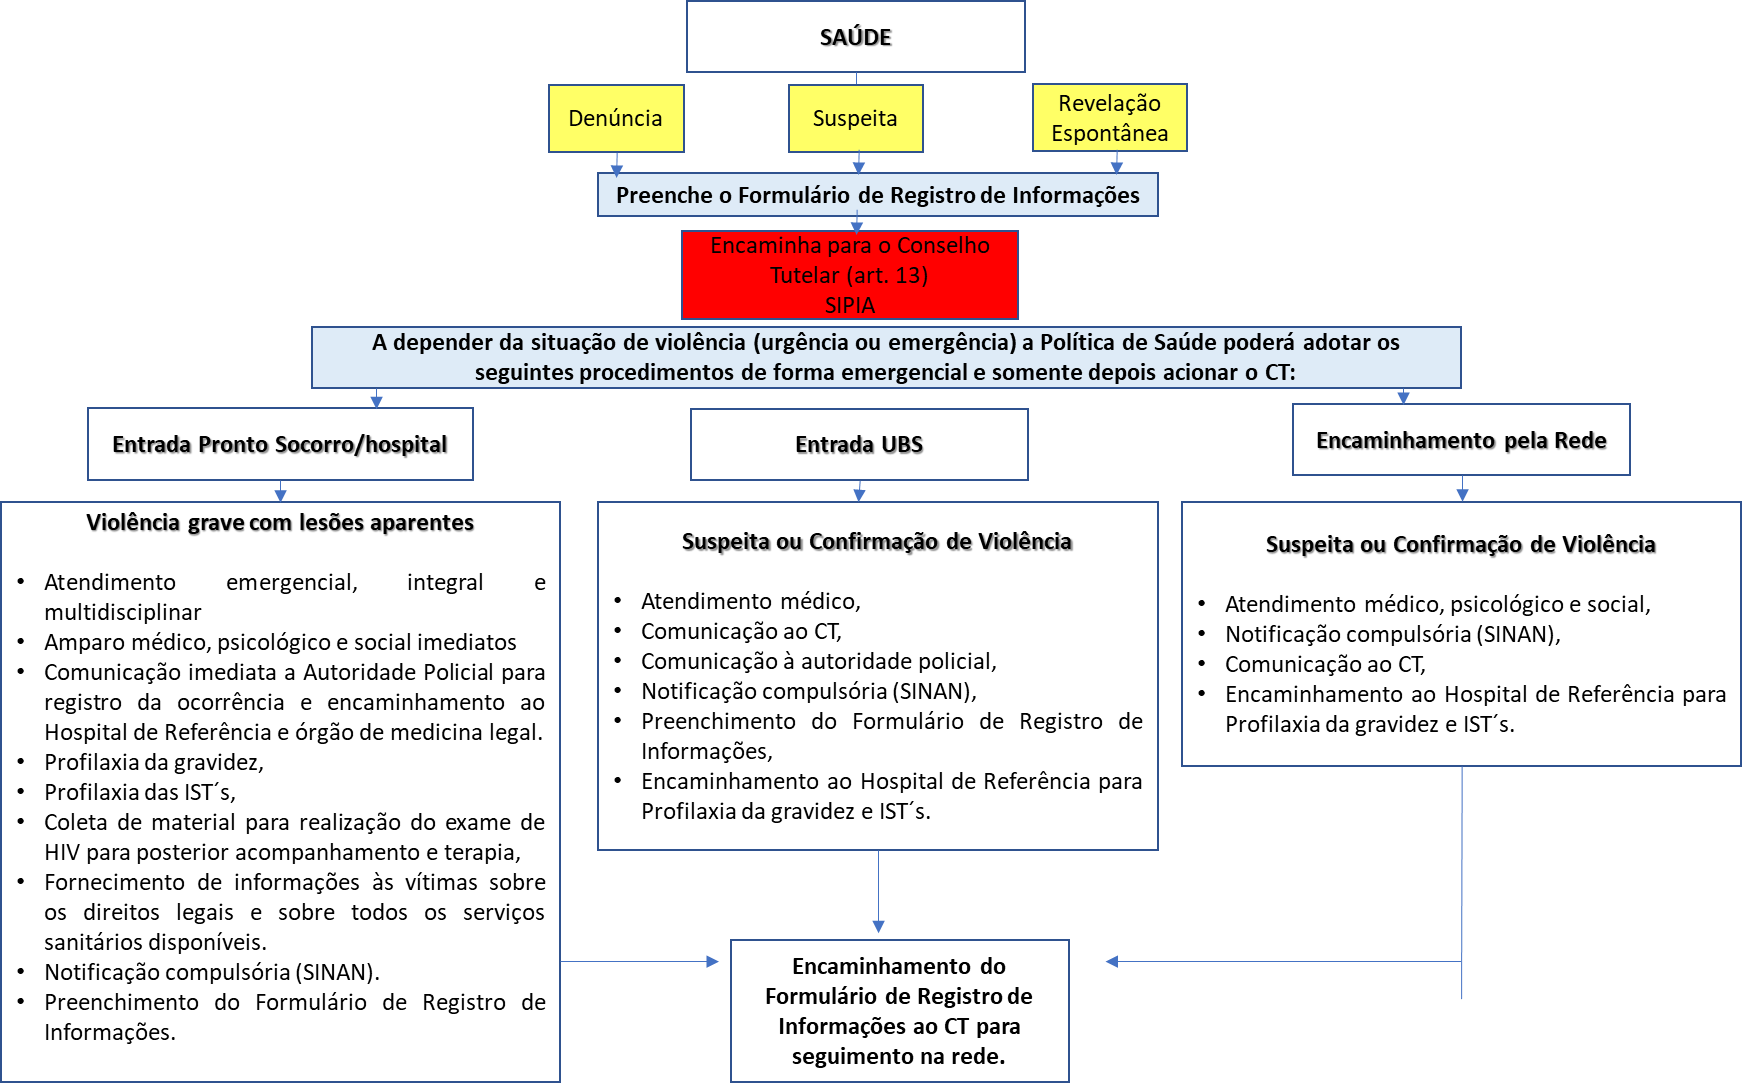 SAÚDE
Denúncia
Suspeita
Revelação
Espontânea
Preenche o Formulário de Registro de Informações
Encaminha para o Conselho
Tutelar (art. 13)
SIPIA
A depender da situação de violência (urgência ou emergência) a Política de Saúde poderá adotar os
seguintes procedimentos de forma emergencial e somente depois acionar o CT:
Entrada Pronto Socorro/hospital
Violência grave com lesões aparentes
• Atendimento emergencial, integral e
multidisciplinar
• Amparo médico, psicológico e social imediatos
• Comunicação imediata a Autoridade Policial para
registro da ocorrência e encaminhamento ao
Hospital de Referência e órgão de medicina legal.
• Profilaxia da gravidez,
• Profilaxia das IST´s,
• Coleta de material para realização do exame de
HIV para posterior acompanhamento e terapia,
• Fornecimento de informações às vítimas sobre
os direitos legais e sobre todos os serviços
sanitários disponíveis.
• Notificação compulsória (SINAN).
• Preenchimento do Formulário de Registro de
Informações.
Entrada UBS
Suspeita ou Confirmação de Violência
• Atendimento médico,
• Comunicação ao CT,
• Comunicação à autoridade policial,
• Notificação compulsória (SINAN),
• Preenchimento do Formulário de Registro de
Informações,
• Encaminhamento ao Hospital de Referência para
Profilaxia da gravidez e IST´s.
Encaminhamento pela Rede
Suspeita ou Confirmação de Violência
• Atendimento médico, psicológico e social,
• Notificação compulsória (SINAN),
• Comunicação ao CT,
• Encaminhamento ao Hospital de Referência para
Profilaxia da gravidez e IST´s.
Encaminhamento do
Formulário de Registro de
Informações ao CT para
seguimento na rede.